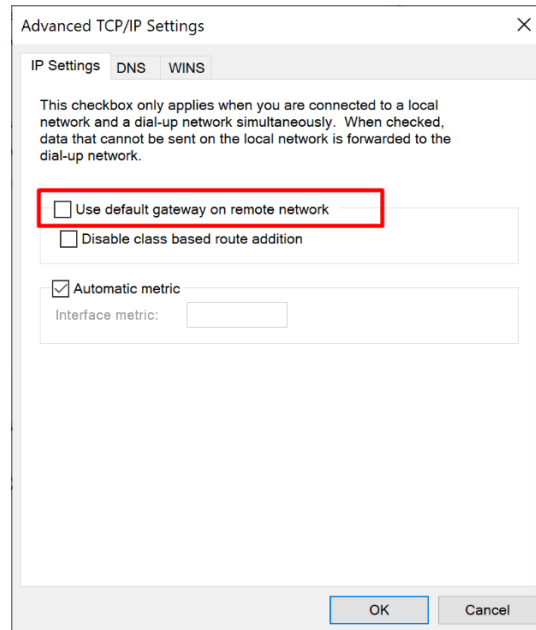 Advanced TCP/IP Settings
IP Settings DNS WINS
This checkbox only applies when you are connected to a local
network and a dial-up network simultaneously. When checked,
data that cannot be sent on the local network is forwarded to the
dial-up network.
Use default gateway on remote network
Disable class based route addition
Automatic metric
Interface metric:
OK Cancel